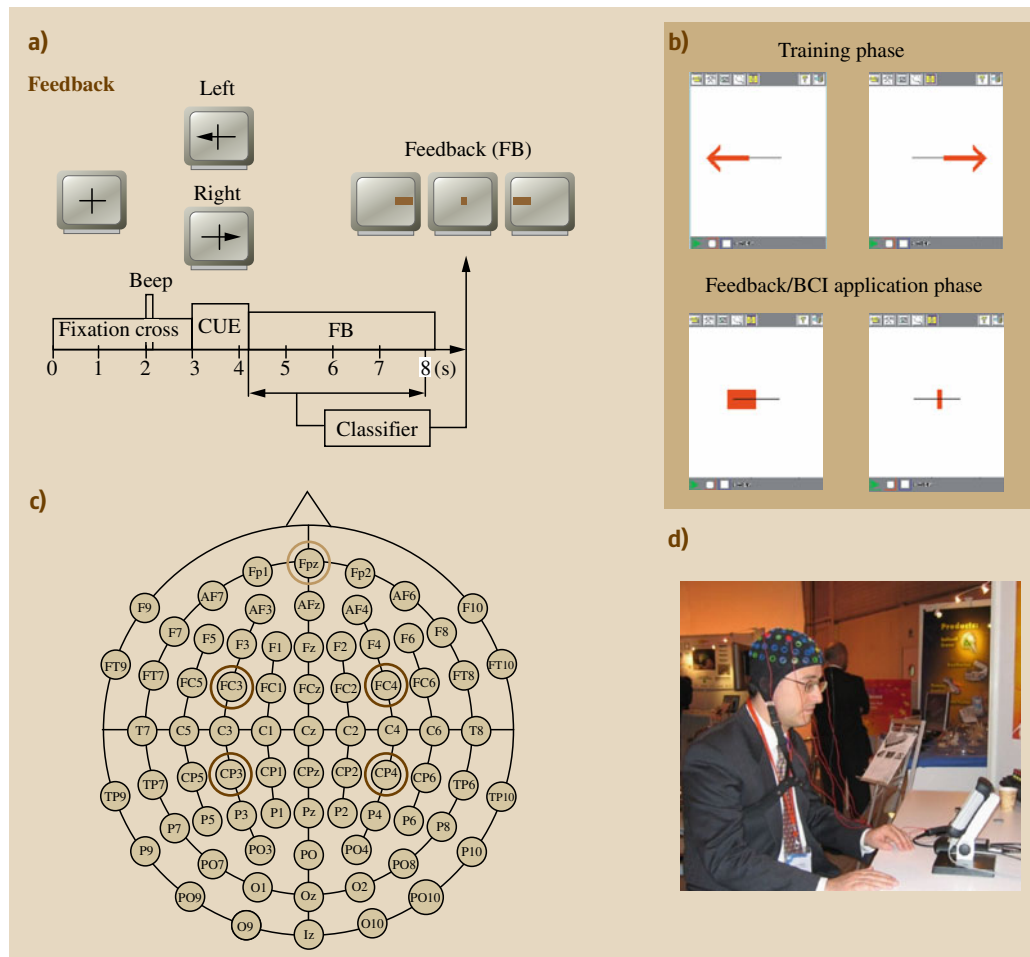 a)
Feedback
Left
Right
Feedback (FB)
Beep
Fixation cross
CUE
FB
0 1 2 3 4 5 6 7 8 (s)
Classifier
b)
Training phase
Feedback/BCI application phase
c)
Fpz
Fp1 Fp2
AF7 AF3 AFz AF4 AF6
F9 F10
F7 F5 F3 F1 Fz F2 F4 F6 F8
FT9 FT7 FC5 FC3 FC1 FCz FC2 FC4 FC6 FT8 FT10
T7 C5 C3 C1 Cz C2 C4 C6 T8
TP9 TP7 CP5 CP3 CP1 CPz CP2 CP4 CP6 TP6 TP10
P9 P7 P5 P3 P1 Pz P2 P4 P6 P8 P10
PO7 PO3 PO PO4 PO8
PO9 O1 Oz O2 PO10
O9 Iz O10
d)
Products: